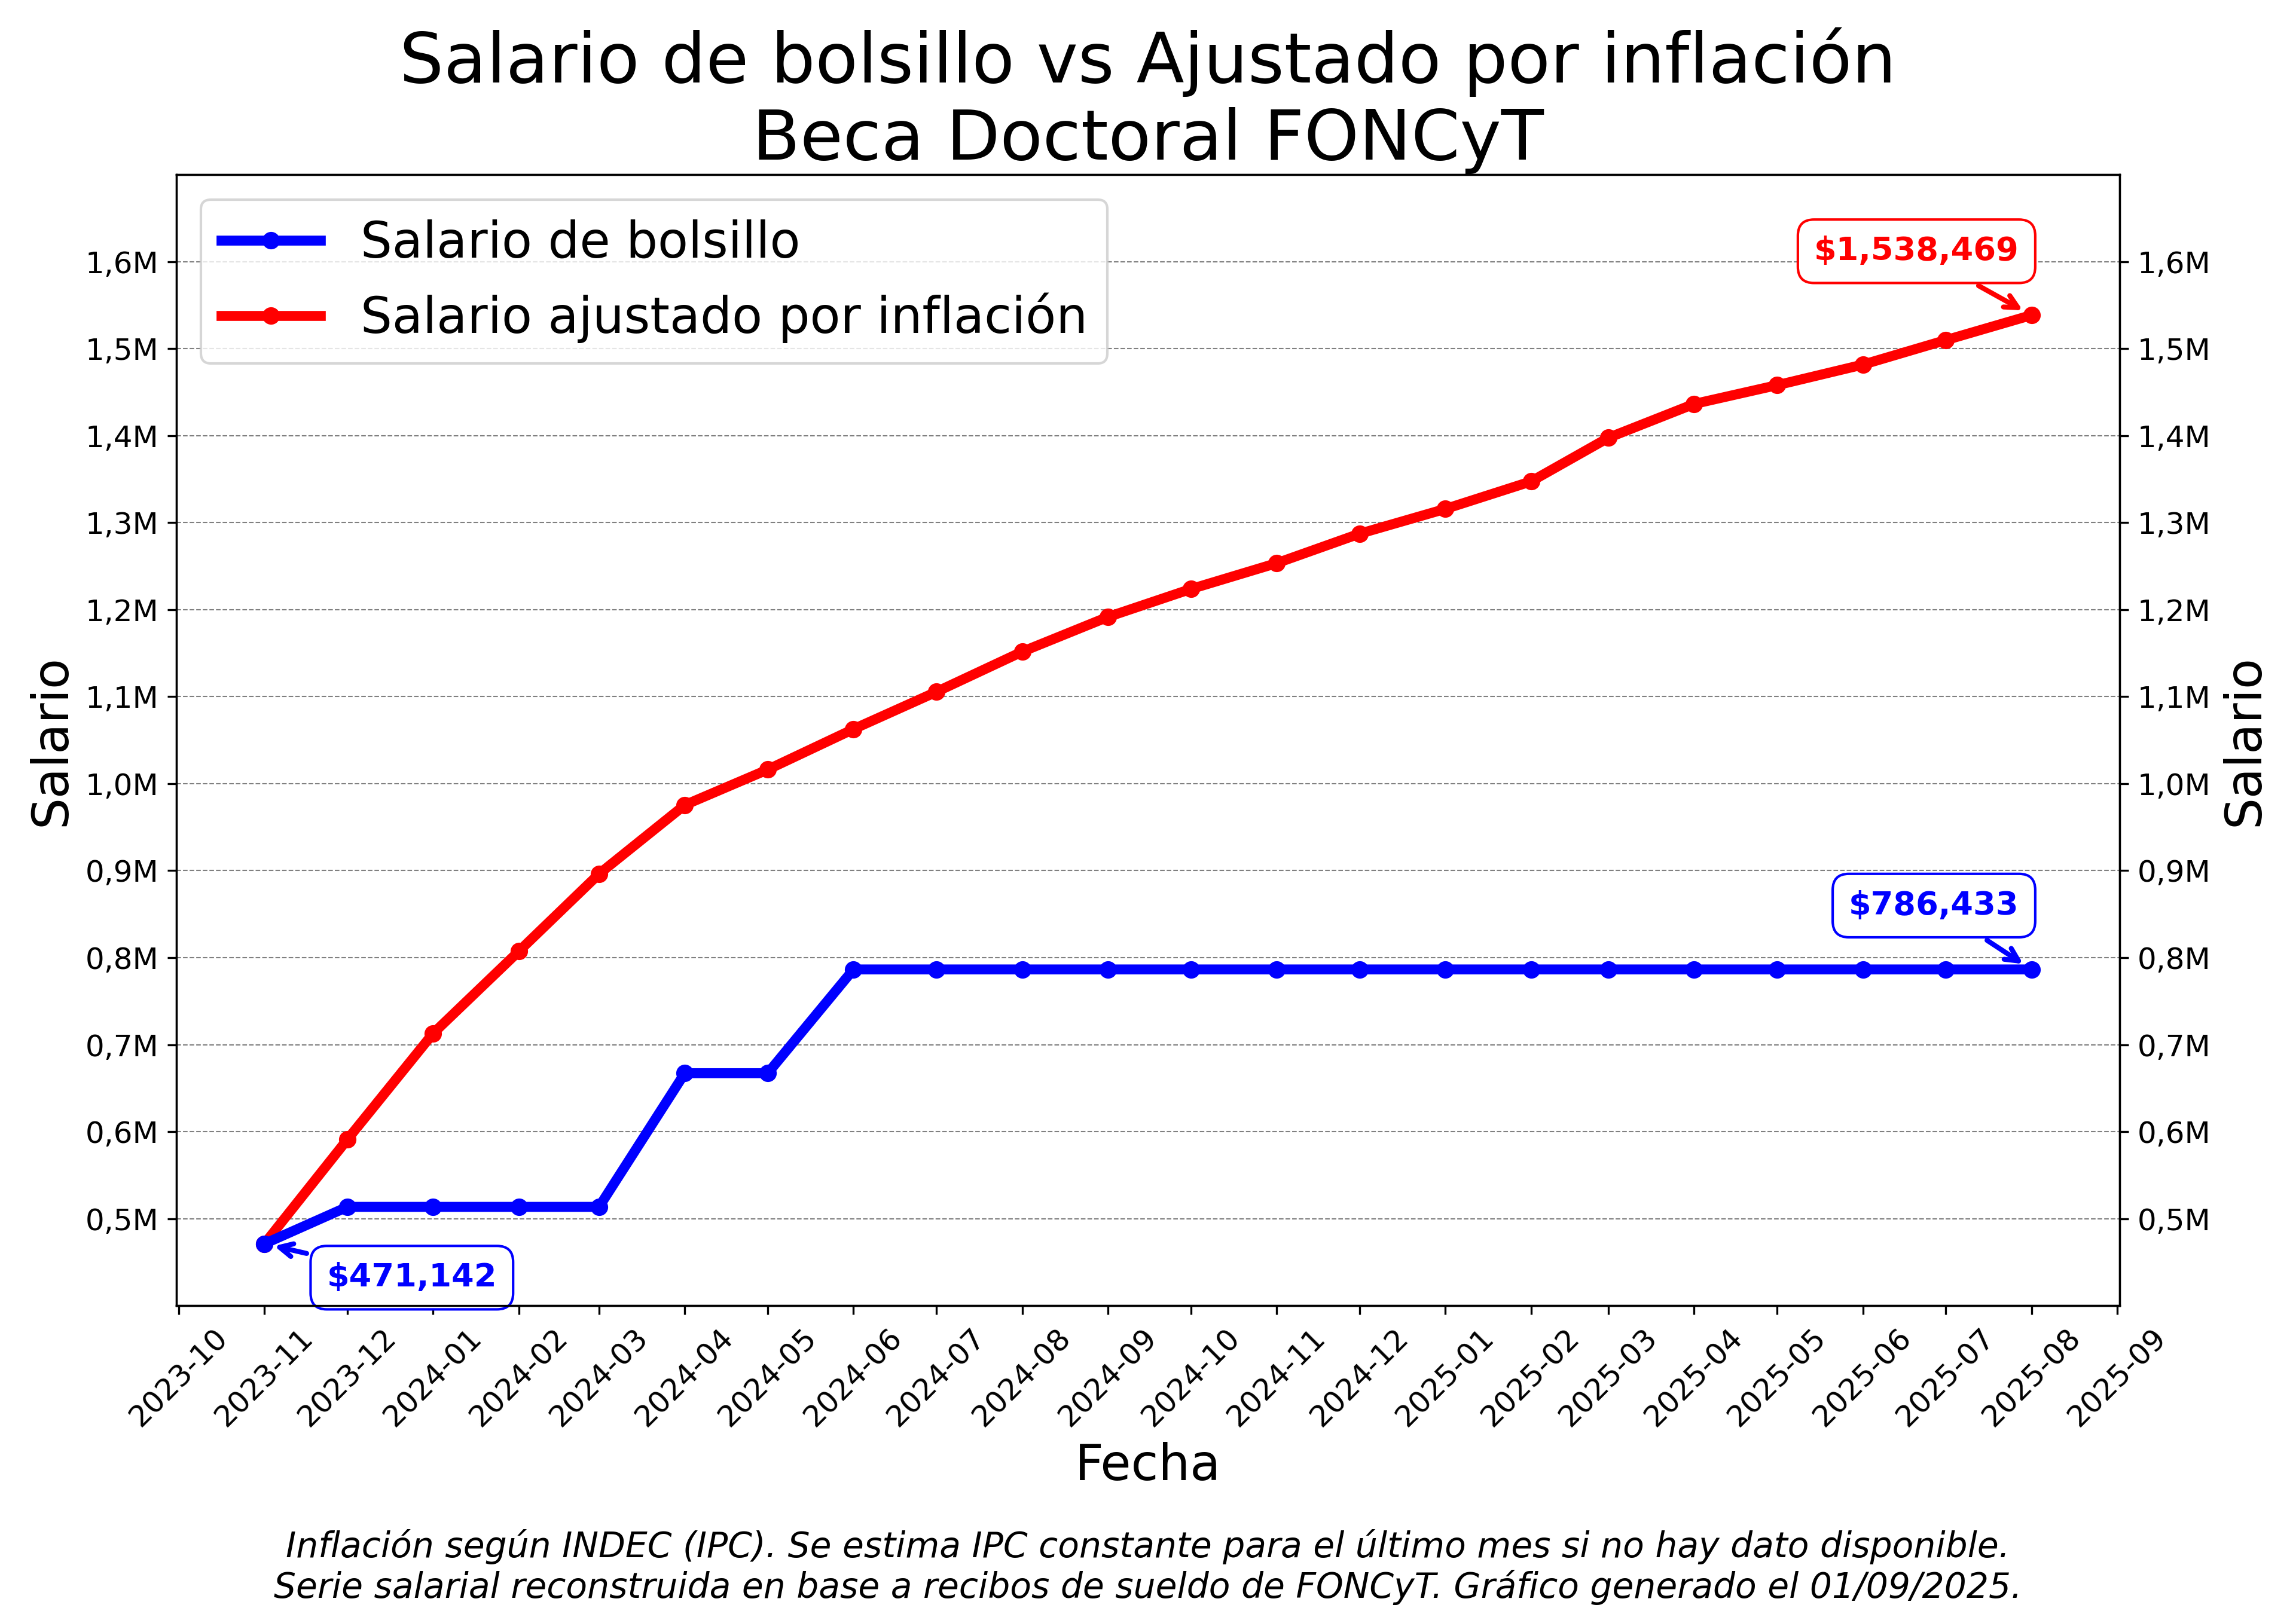 Salario de bolsillo vs Ajustado por inflación
Beca Doctoral FONCyT
Salario de bolsillo
Salario ajustado por inflación
$1,538,469
$786,433
$471,142
1,6M
1,5M
1,4M
1,3M
1,2M
1,1M
1,0M
0,9M
0,8M
0,7M
0,6M
0,5M
Salario
1,6M
1,5M
1,4M
1,3M
1,2M
1,1M
1,0M
0,9M
0,8M
0,7M
0,6M
0,5M
Salario
2023-10
2023-11
2023-12
2024-01
2024-02
2024-03
2024-04
2024-05
2024-06
2024-07
2024-08
2024-09
2024-10
2024-11
2024-12
2025-01
2025-02
2025-03
2025-04
2025-05
2025-06
2025-07
2025-08
2025-09
Fecha
Inflación según INDEC (IPC). Se estima IPC constante para el último mes si no hay dato disponible.
Serie salarial reconstruida en base a recibos de sueldo de FONCyT. Gráfico generado el 01/09/2025.